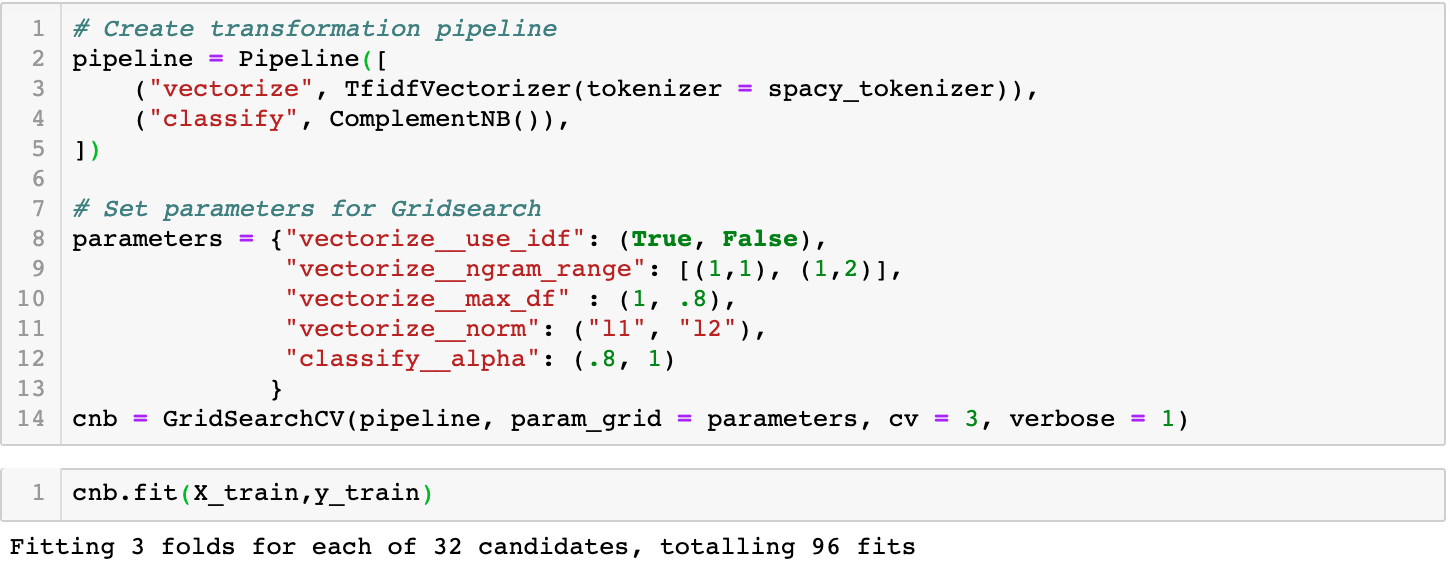 1 # Create transformation pipeline
2 pipeline = Pipeline([
3     ("vectorize", TfidfVectorizer(tokenizer = spacy_tokenizer)),
4     ("classify", ComplementNB()),
5 ])
6
7 # Set parameters for Gridsearch
8 parameters = {"vectorize__use_idf": (True, False),
9               "vectorize__ngram_range": [(1,1), (1,2)],
10               "vectorize__max_df" : (1, .8),
11               "vectorize__norm": ("l1", "l2"),
12               "classify__alpha": (.8, 1)
13              }
14 cnb = GridSearchCV(pipeline, param_grid = parameters, cv = 3, verbose = 1)
1 cnb.fit(X_train,y_train)
Fitting 3 folds for each of 32 candidates, totalling 96 fits